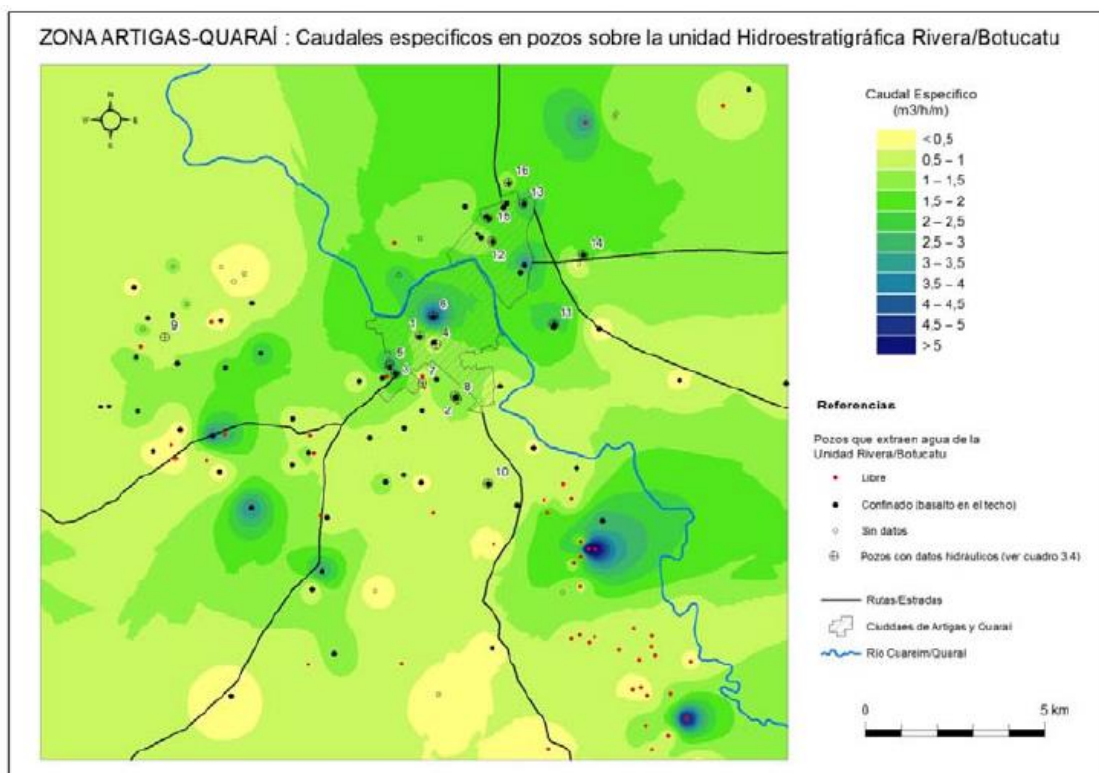 ZONA ARTIGAS-QUARAÍ : Caudales especificos en pozos sobre la unidad Hidroestratigráfica Rivera/Botucatu
N
E
S
Caudal Especifico
(m3/h/m)
< 0,5
0,5 – 1
1 – 1,5
1,5 – 2
2 – 2,5
2,5 – 3
3 – 3,5
3,5 – 4
4 – 4,5
4,5 – 5
> 5
16
13
15
12
14
11
6
1
4
9
5
3
7
8
2
10
Referencias
Pozos que extraen agua de la
Unidad Rivera/Botucatu
Libre
Confinado (basalto en el techo)
Sin datos
Pozos con datos hidráulicos (ver cuadro 3.4)
Rutas/Estradas
Ciuddaes de Artigas y Quaraí
Río Cuareim/Quaraí
0
5 km